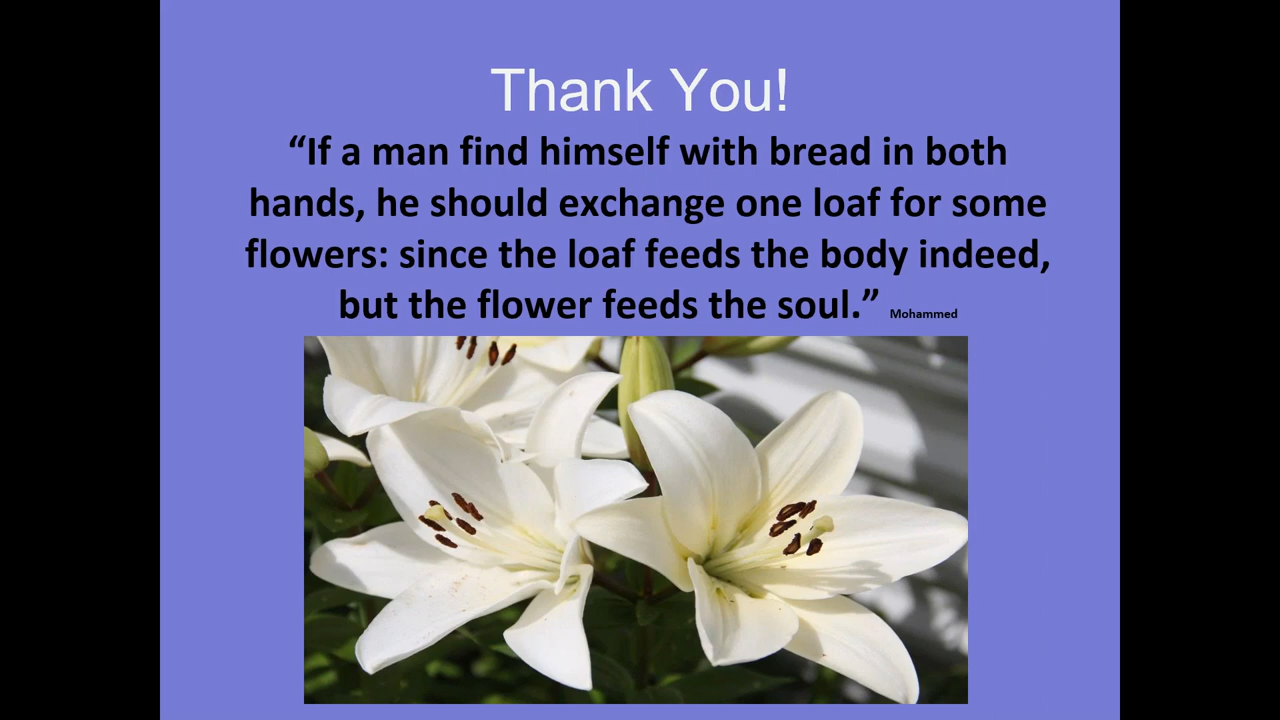 Thank You!
“If a man find himself with bread in both
hands, he should exchange one loaf for some
flowers: since the loaf feeds the body indeed,
but the flower feeds the soul.” Mohammed